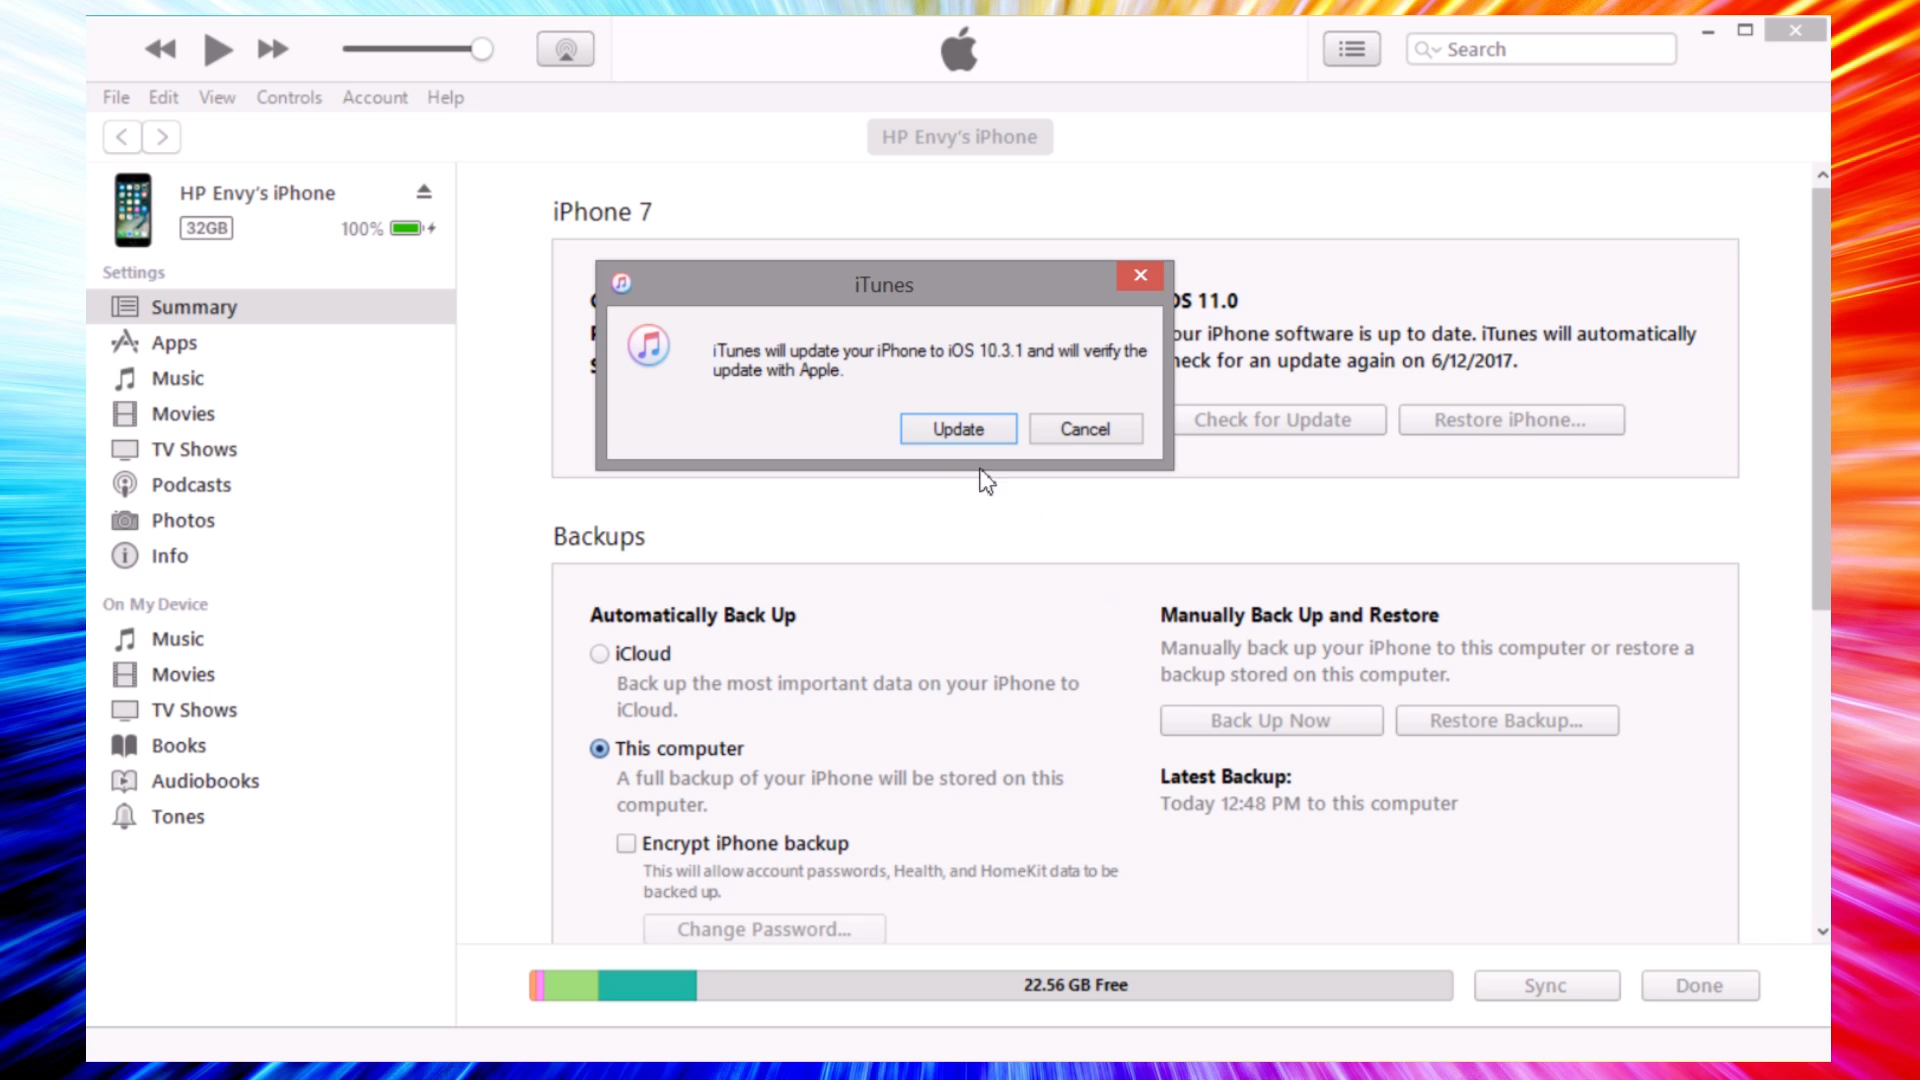 Search
File Edit View Controls Account Help
HP Envy's iPhone
HP Envy's iPhone
32GB 100%
Settings
Summary
Apps
Music
Movies
TV Shows
Podcasts
Photos
Info
On My Device
Music
Movies
TV Shows
Books
Audiobooks
Tones
iPhone 7
iTunes
iTunes will update your iPhone to iOS 10.3.1 and will verify the
update with Apple.
Update Cancel
OS 11.0
our iPhone software is up to date. iTunes will automatically
heck for an update again on 6/12/2017.
Check for Update Restore iPhone...
Backups
Automatically Back Up
iCloud
Back up the most important data on your iPhone to
iCloud.
This computer
A full backup of your iPhone will be stored on this
computer.
Encrypt iPhone backup
This will allow account passwords, Health, and HomeKit data to be
backed up.
Change Password...
Manually Back Up and Restore
Manually back up your iPhone to this computer or restore a
backup stored on this computer.
Back Up Now Restore Backup...
Latest Backup:
Today 12:48 PM to this computer
22.56 GB Free
Sync Done